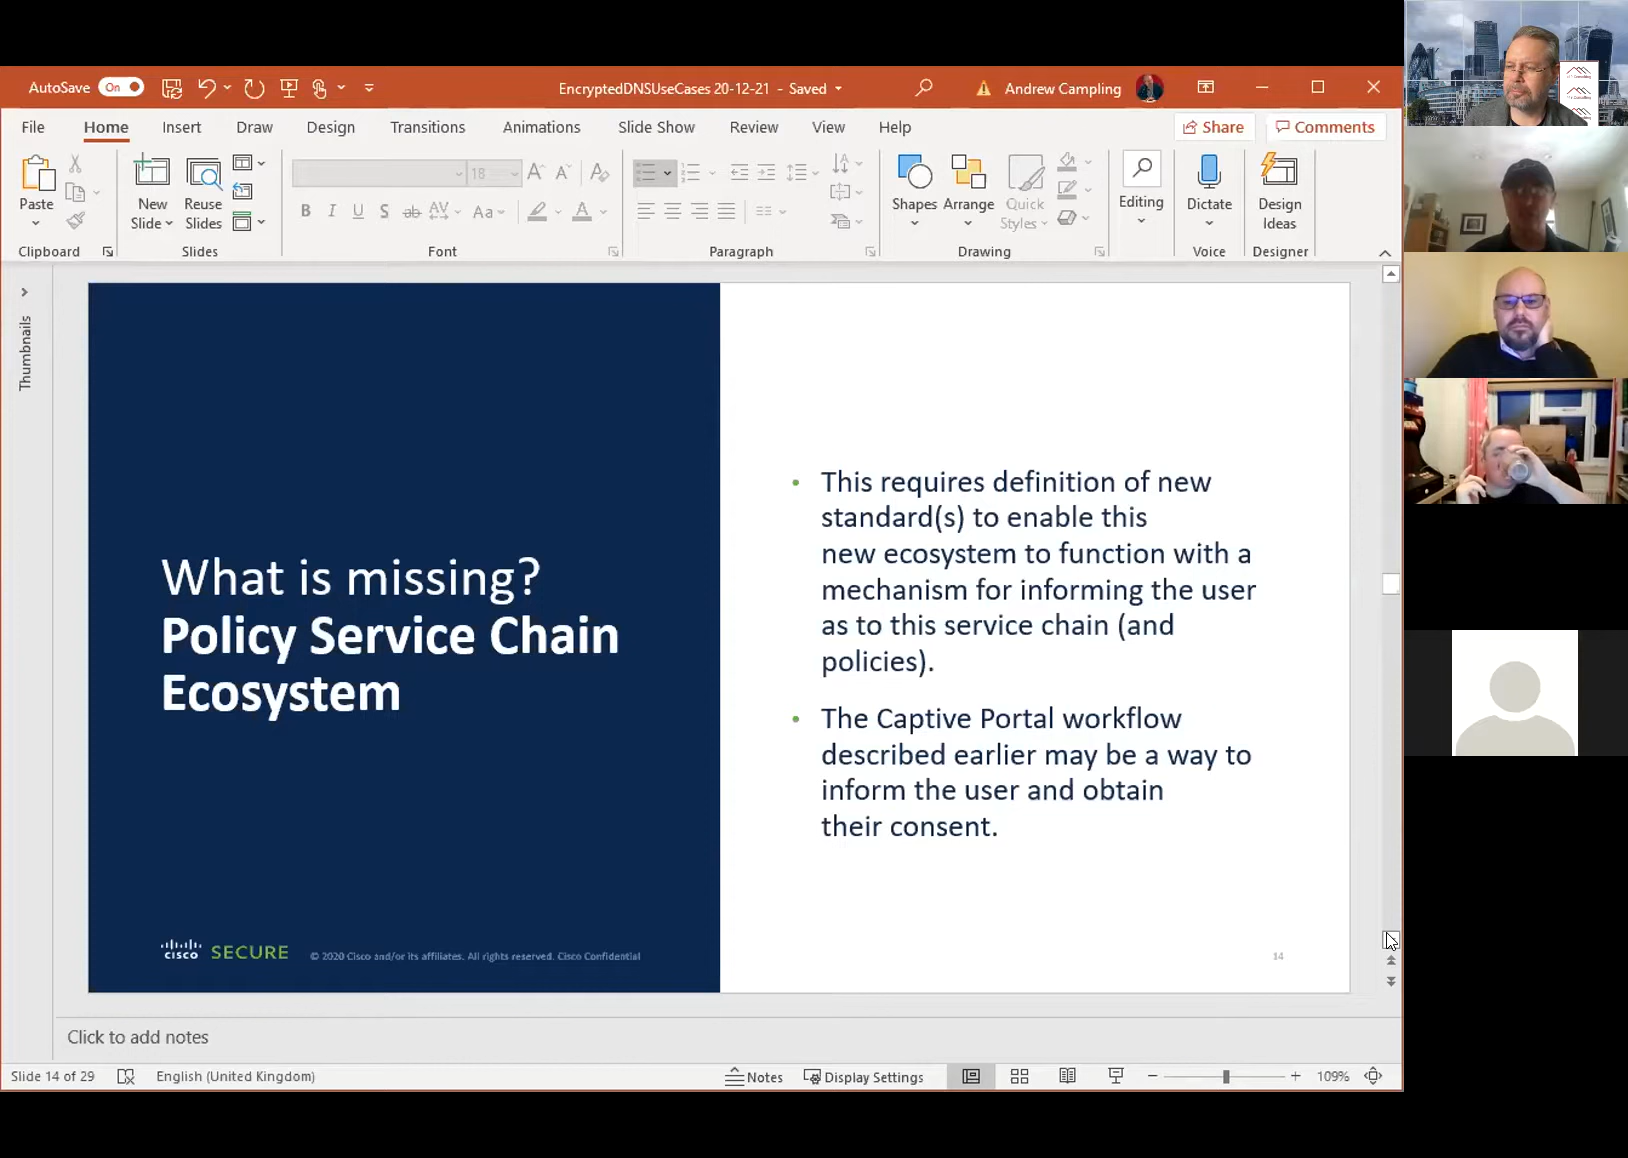 AutoSave On EncryptedDNSUseCases 20-12-21 - Saved Andrew Campling
File Home Insert Draw Design Transitions Animations Slide Show Review View Help Share Comments
Paste
New Slide
Reuse Slides
18
B I U S ab AV Aa A
Shapes Arrange Quick Styles
Editing
Dictate
Design Ideas
Clipboard Slides Font Paragraph Drawing Voice Designer
Thumbnails
What is missing?
Policy Service Chain
Ecosystem
• This requires definition of new
standard(s) to enable this
new ecosystem to function with a
mechanism for informing the user
as to this service chain (and
policies).
• The Captive Portal workflow
described earlier may be a way to
inform the user and obtain
their consent.
cisco SECURE © 2020 Cisco and/or its affiliates. All rights reserved. Cisco Confidential 14
Click to add notes
Slide 14 of 29 English (United Kingdom) Notes Display Settings 109%